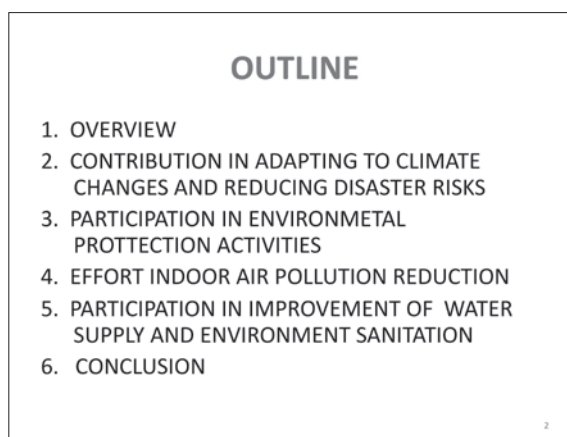 OUTLINE
1. OVERVIEW
2. CONTRIBUTION IN ADAPTING TO CLIMATE
CHANGES AND REDUCING DISASTER RISKS
3. PARTICIPATION IN ENVIRONMETAL
PROTTECTION ACTIVITIES
4. EFFORT INDOOR AIR POLLUTION REDUCTION
5. PARTICIPATION IN IMPROVEMENT OF WATER
SUPPLY AND ENVIRONMENT SANITATION
6. CONCLUSION
2